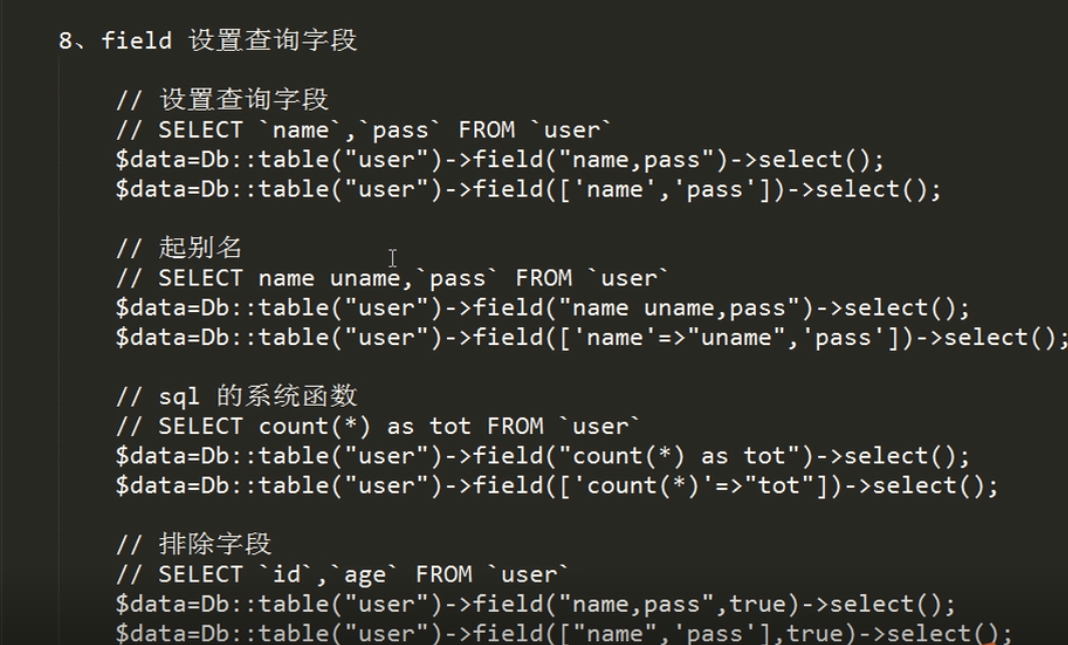 8、field 设置查询字段
// 设置查询字段
// SELECT `name`,`pass` FROM `user`
$data=Db::table("user")->field("name,pass")->select();
$data=Db::table("user")->field(['name','pass'])->select();
// 起别名
// SELECT name uname,`pass` FROM `user`
$data=Db::table("user")->field("name uname,pass")->select();
$data=Db::table("user")->field(['name'=>"uname",'pass'])->select();
// sql 的系统函数
// SELECT count(*) as tot FROM `user`
$data=Db::table("user")->field("count(*) as tot")->select();
$data=Db::table("user")->field(['count(*)'=>"tot"])->select();
// 排除字段
// SELECT `id`,`age` FROM `user`
$data=Db::table("user")->field("name,pass",true)->select();
$data=Db::table("user")->field(["name",'pass'],true)->select();